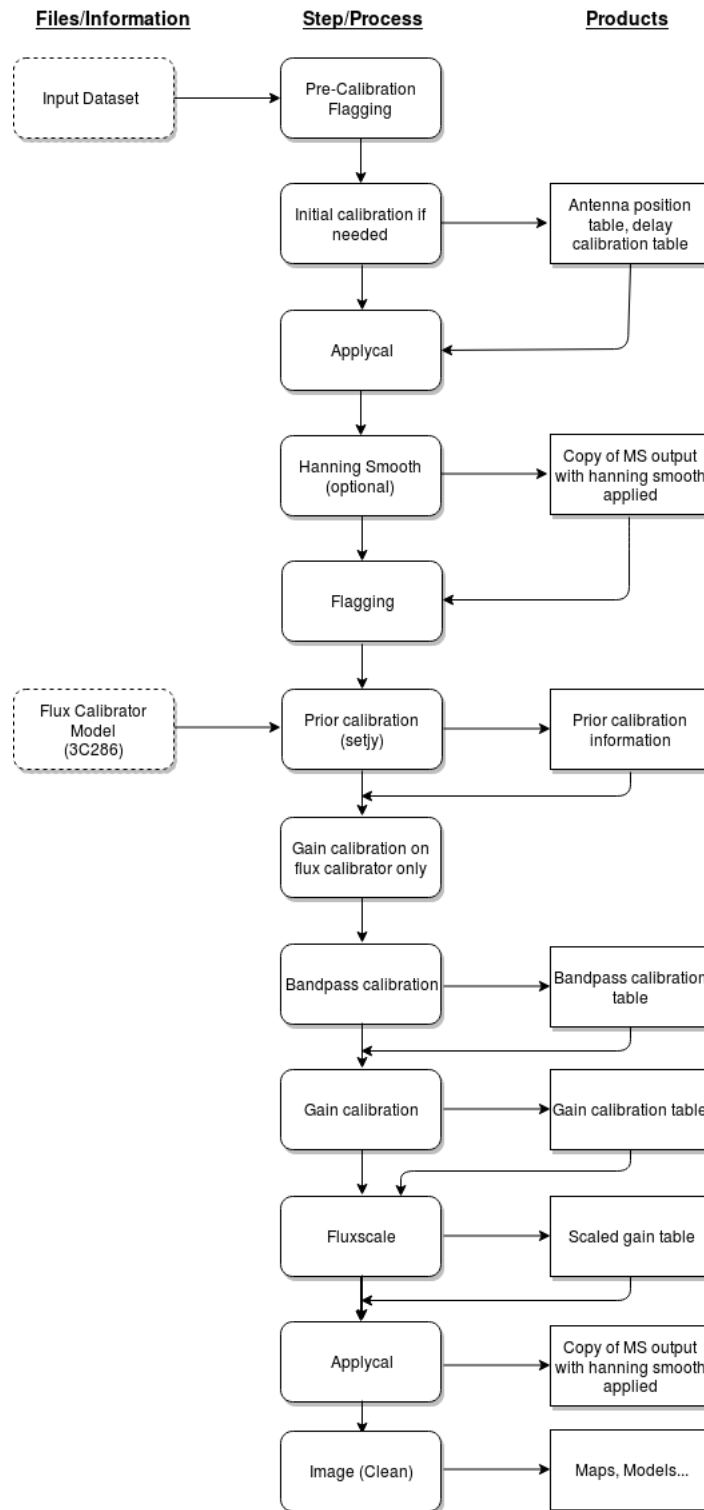 Files/Information
Step/Process
Products
Input Dataset
Pre-Calibration
Flagging
Initial calibration if
needed
Antenna position
table, delay
calibration table
Applycal
Hanning Smooth
(optional)
Copy of MS output
with hanning smooth
applied
Flagging
Flux Calibrator
Model
(3C286)
Prior calibration
(setjy)
Prior calibration
information
Gain calibration on
flux calibrator only
Bandpass calibration
Bandpass calibration
table
Gain calibration
Gain calibration table
Fluxscale
Scaled gain table
Applycal
Copy of MS output
with hanning smooth
applied
Image (Clean)
Maps, Models...